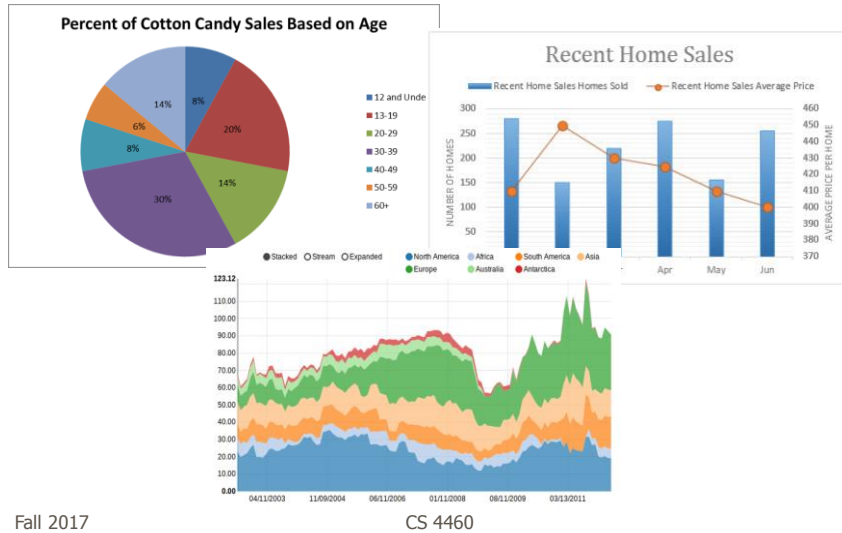 Percent of Cotton Candy Sales Based on Age
8%
20%
14%
30%
8%
6%
14%
12 and Unde
13-19
20-29
30-39
40-49
50-59
60+
Recent Home Sales
Recent Home Sales Homes Sold
Recent Home Sales Average Price
NUMBER OF HOMES
300
250
200
150
100
50
460
450
440
430
420
410
400
390
380
370
AVERAGE PRICE PER HOME
Apr
May
Jun
Stacked
Stream
Expanded
North America
Africa
South America
Asia
Europe
Australia
Antarctica
123.12
110.00
100.00
90.00
80.00
70.00
60.00
50.00
40.00
30.00
20.00
10.00
0.00
04/11/2003
11/09/2004
06/11/2006
01/11/2008
08/11/2009
03/13/2011
Fall 2017
CS 4460